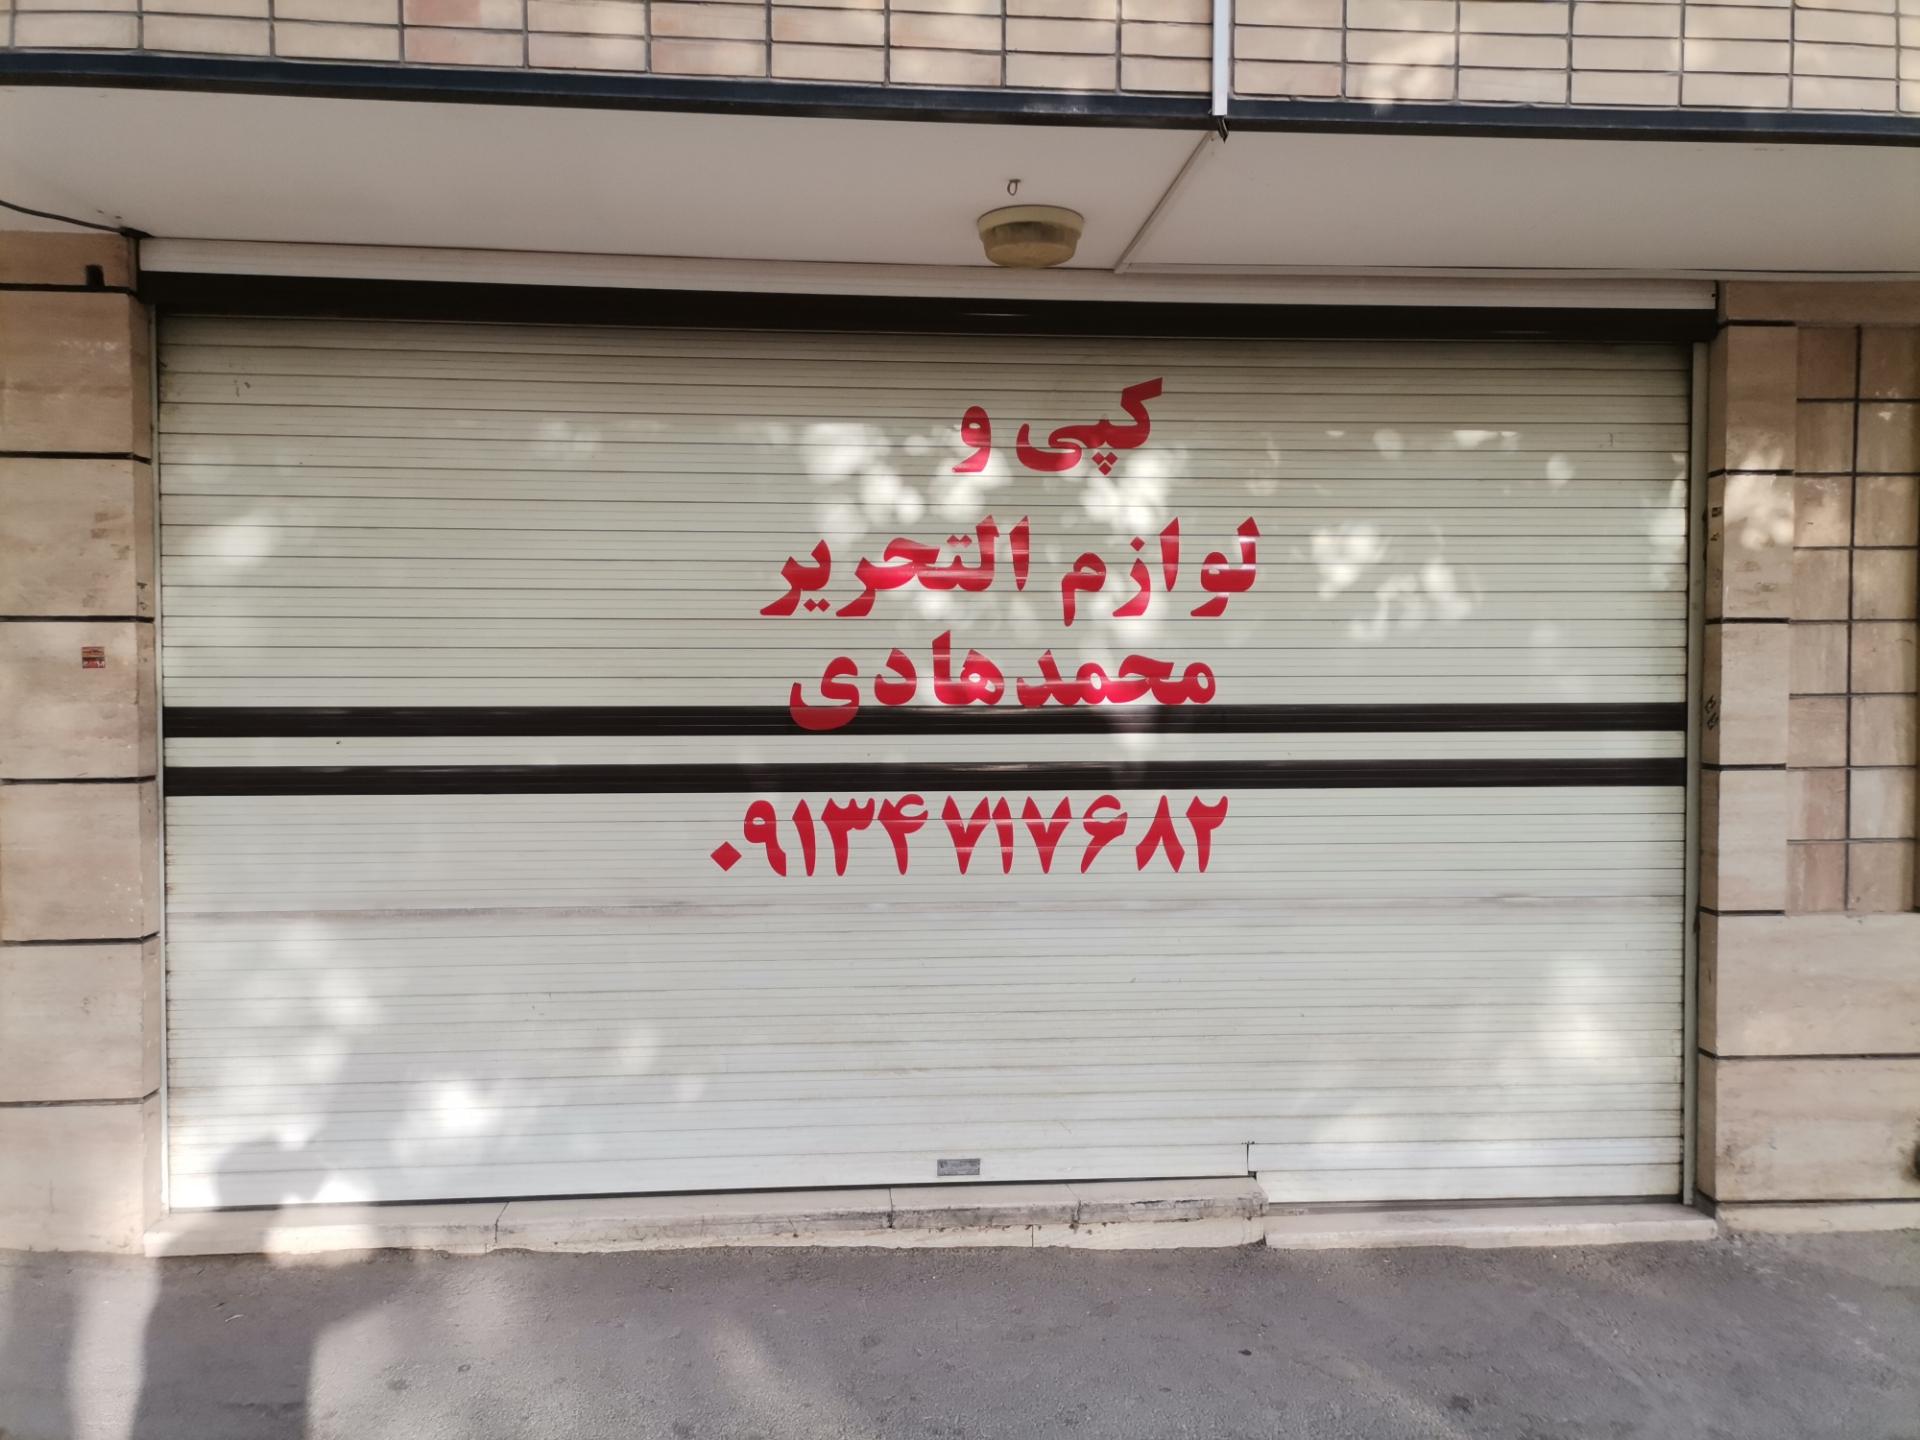 کپی و
لوازم التحریر
محمدهادی
۰۹۱۳۴۷۱۷۶۸۲